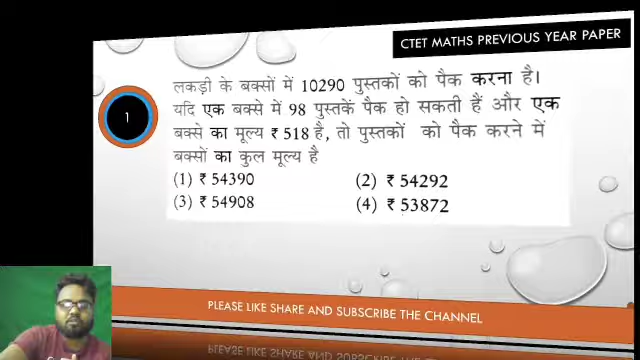 CTET MATHS PREVIOUS YEAR PAPER
1
लकड़ी के बक्सों में 10290 पुस्तकों को पैक करना है।
यदि एक बक्से में 98 पुस्तकें पैक हो सकती हैं और एक
बक्से का मूल्य ₹ 518 है, तो पुस्तकों को पैक करने में
बक्सों का कुल मूल्य है
(1) ₹ 54390 (2) ₹ 54292
(3) ₹ 54908 (4) ₹ 53872
PLEASE LIKE SHARE AND SUBSCRIBE THE CHANNEL